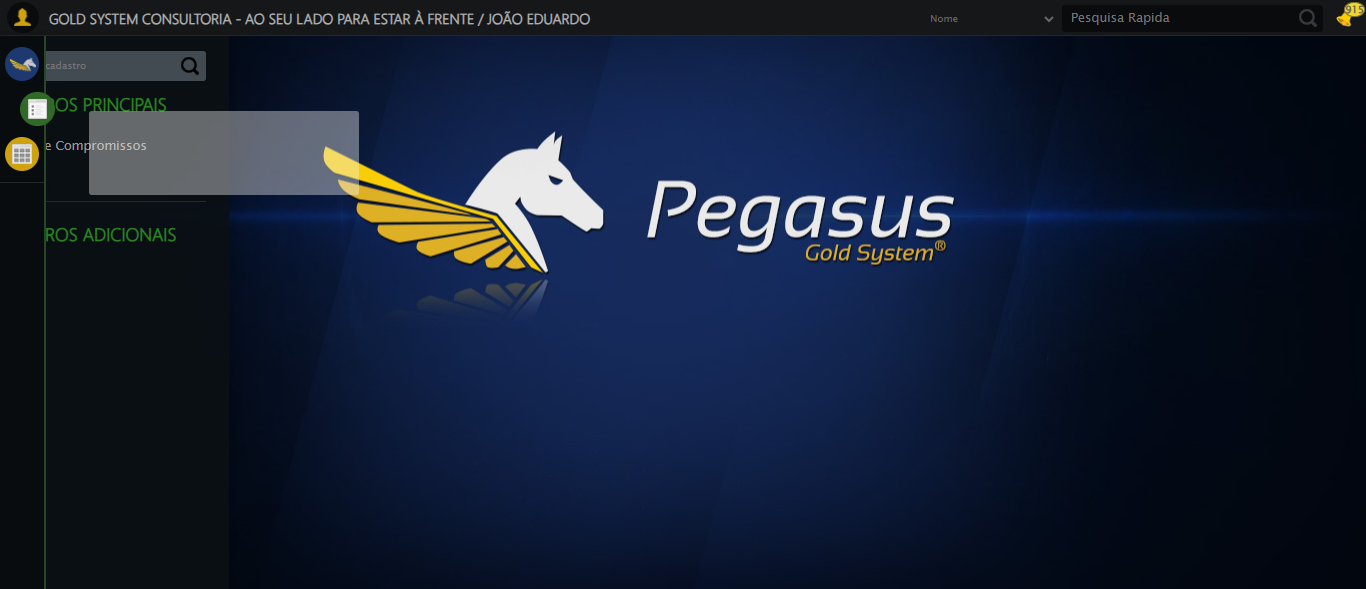 GOLD SYSTEM CONSULTORIA - AO SEU LADO PARA ESTAR À FRENTE / JOÃO EDUARDO
Nome
Pesquisa Rapida
915
cadastro
OS PRINCIPAIS
e Compromissos
ROS ADICIONAIS
Pegasus
Gold System®